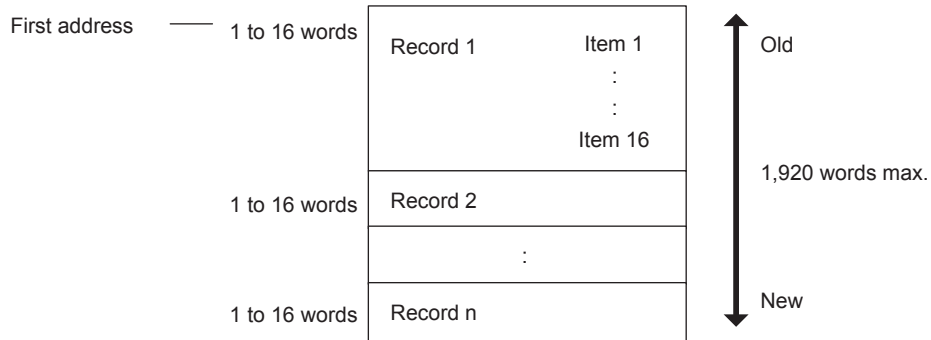 First address
1 to 16 words
Record 1
Item 1
:
:
Item 16
Old
1,920 words max.
1 to 16 words
Record 2
:
New
1 to 16 words
Record n